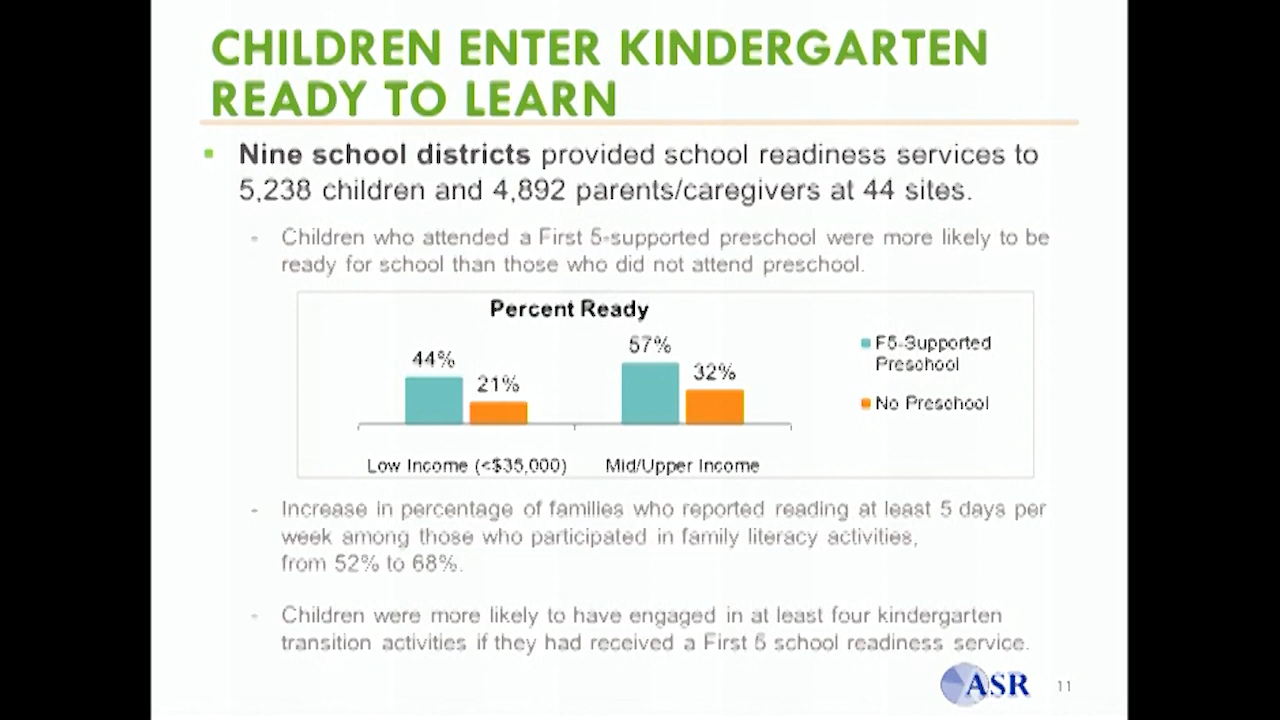 CHILDREN ENTER KINDERGARTEN
READY TO LEARN
Nine school districts provided school readiness services to
5,238 children and 4,892 parents/caregivers at 44 sites.
- Children who attended a First 5-supported preschool were more likely to be
ready for school than those who did not attend preschool.
Percent Ready
44%
21%
57%
32%
F5-Supported
Preschool
No Preschool
Low Income (<$35,000)
Mid/Upper Income
- Increase in percentage of families who reported reading at least 5 days per
week among those who participated in family literacy activities,
from 52% to 68%.
- Children were more likely to have engaged in at least four kindergarten
transition activities if they had received a First 5 school readiness service.
ASR
11